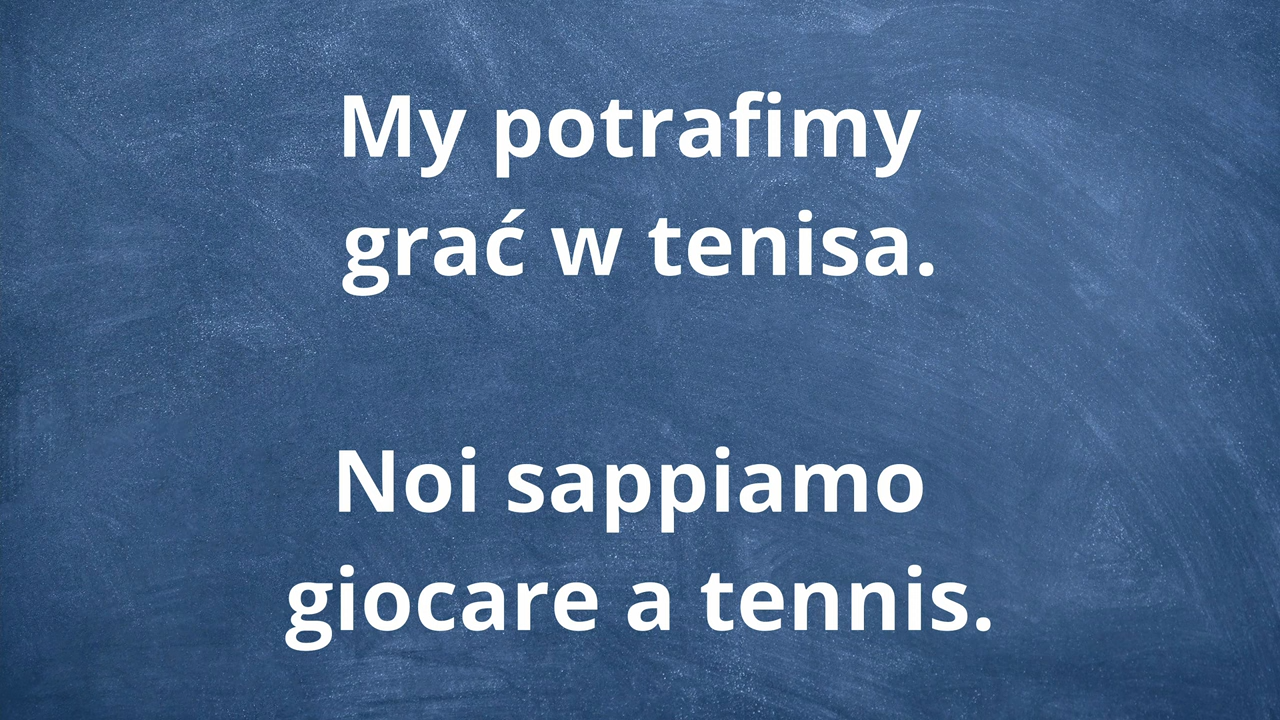 My potrafimy
grać w tenisa.
Noi sappiamo
giocare a tennis.